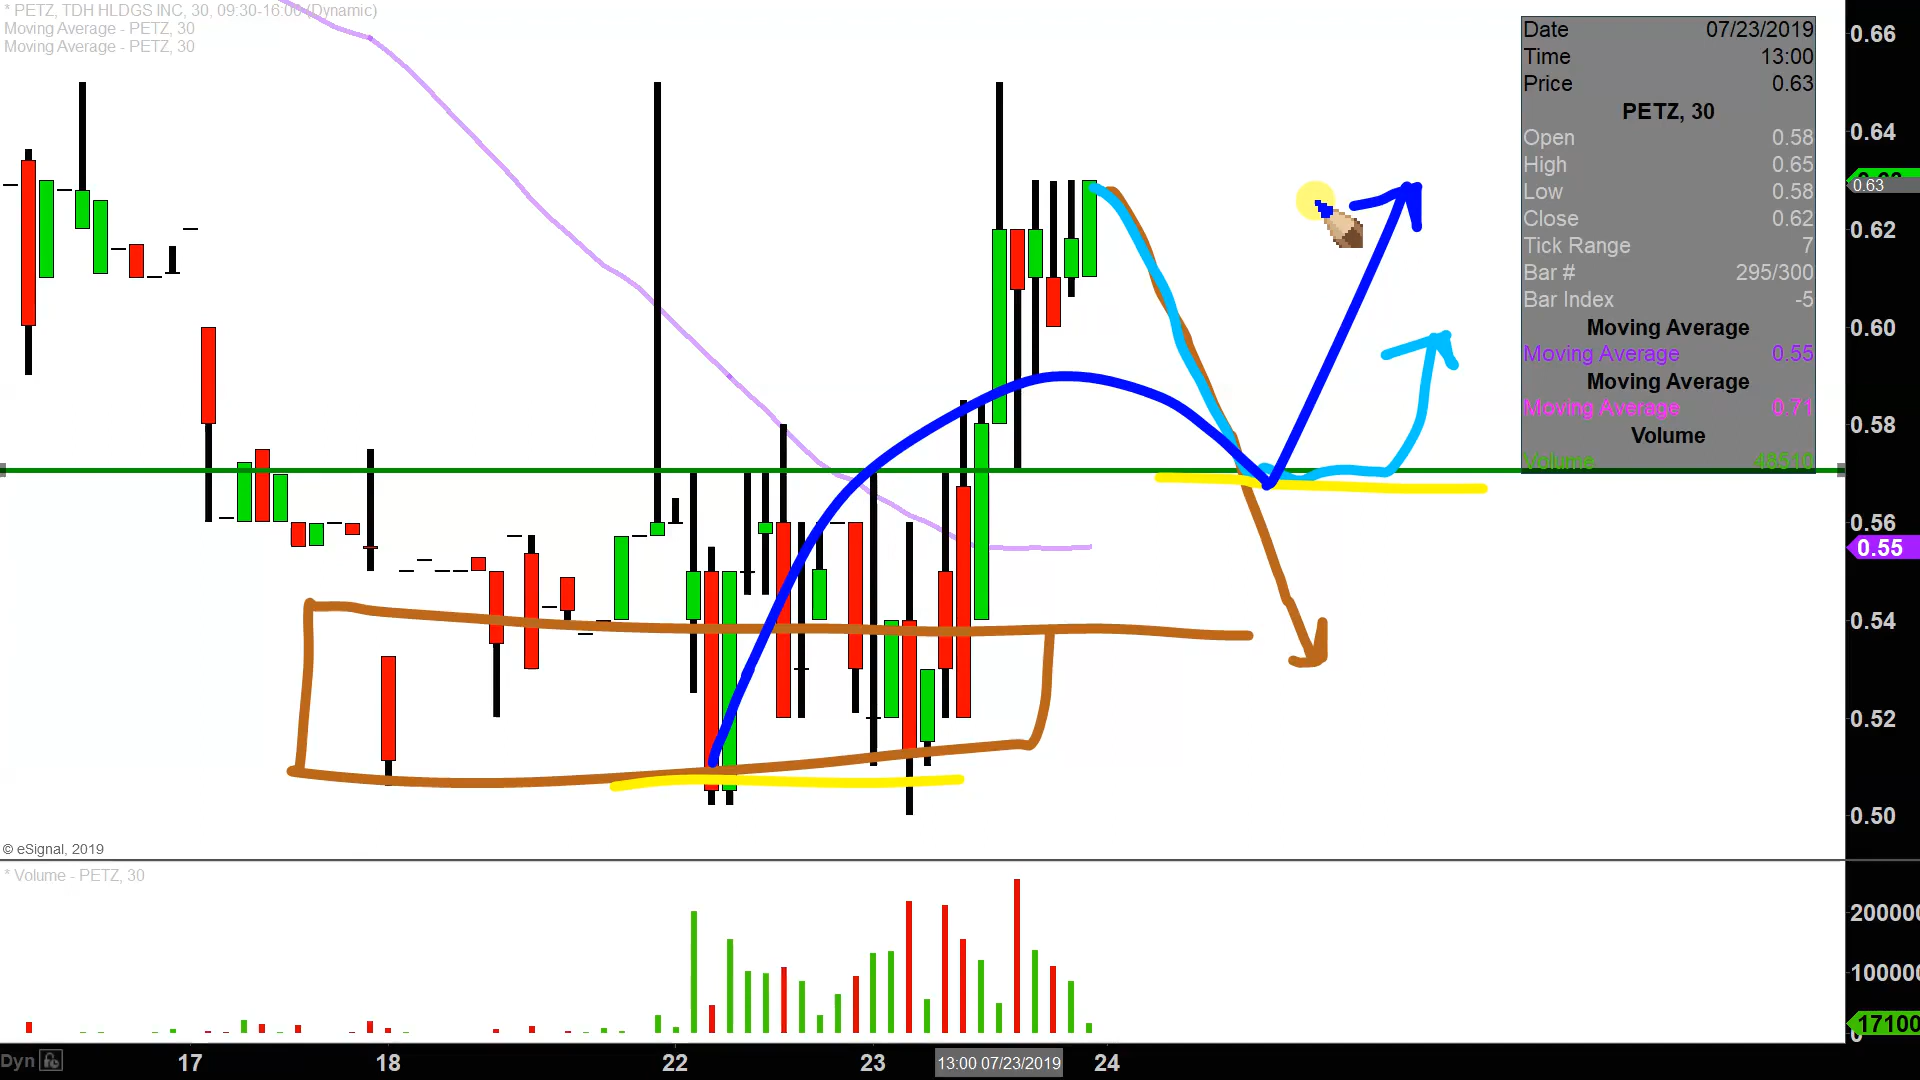 * PETZ, TDH HLDGS INC, 30, 09:30-16:00 (Dynamic)
Moving Average - PETZ, 30
Moving Average - PETZ, 30
Date 07/23/2019
Time 13:00
Price 0.63
PETZ, 30
Open 0.58
High 0.65
Low 0.58
Close 0.62
Tick Range 7
Bar # 295/300
Bar Index -5
Moving Average
Moving Average 0.55
Moving Average
Moving Average 0.71
Volume
Volume 48510
0.66
0.64
0.63
0.62
0.60
0.58
0.56
0.55
0.54
0.52
0.50
© eSignal, 2019
* Volume - PETZ, 30
200000
100000
17100
0
Dyn
17
18
22
23
13:00 07/23/2019
24